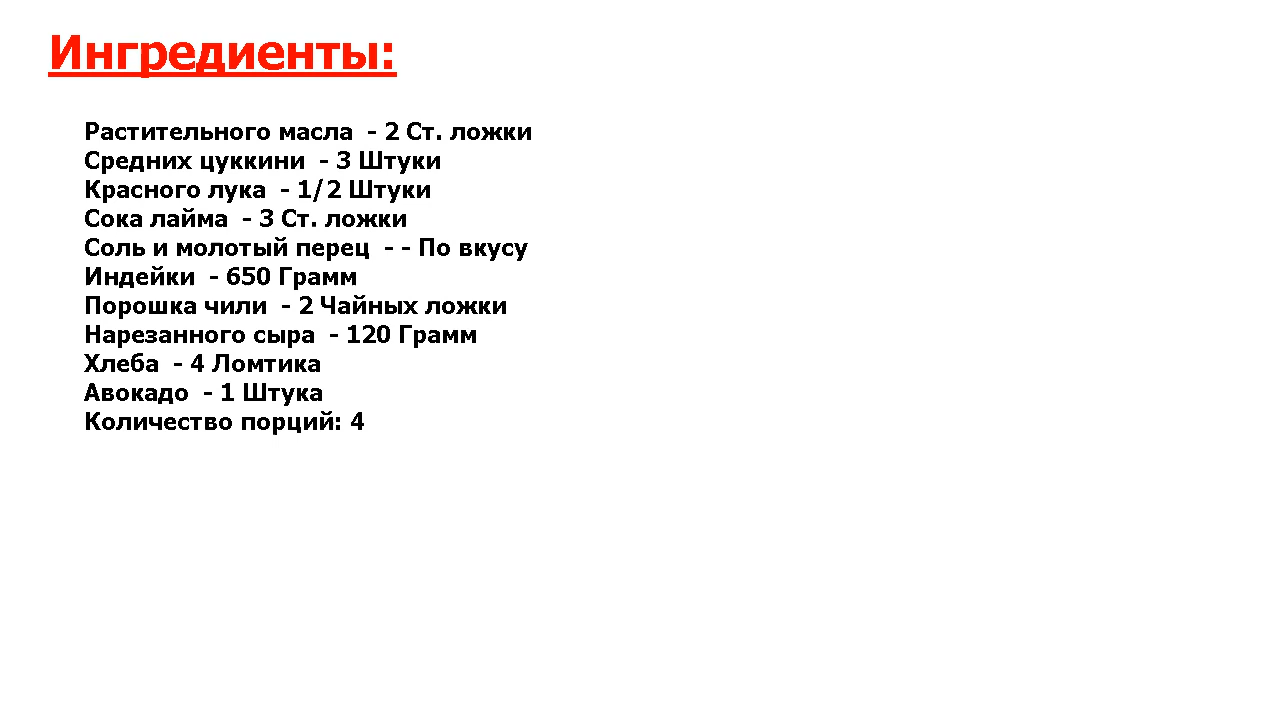 Ингредиенты:
Растительного масла  - 2 Ст. ложки
Средних цуккини  - 3 Штуки
Красного лука  - 1/2 Штуки
Сока лайма  - 3 Ст. ложки
Соль и молотый перец  - - По вкусу
Индейки  - 650 Грамм
Порошка чили  - 2 Чайных ложки
Нарезанного сыра  - 120 Грамм
Хлеба  - 4 Ломтика
Авокадо  - 1 Штука
Количество порций: 4